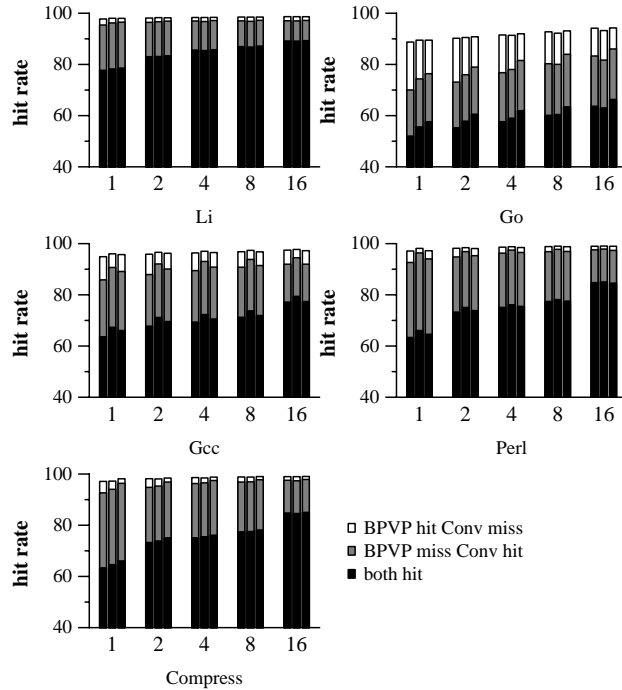 100
80
60
40
hit rate
1 2 4 8 16
Li
100
80
60
40
hit rate
1 2 4 8 16
Go
100
80
60
40
hit rate
1 2 4 8 16
Gcc
100
80
60
40
hit rate
1 2 4 8 16
Perl
100
80
60
40
hit rate
1 2 4 8 16
Compress
BPVP hit Conv miss
BPVP miss Conv hit
both hit